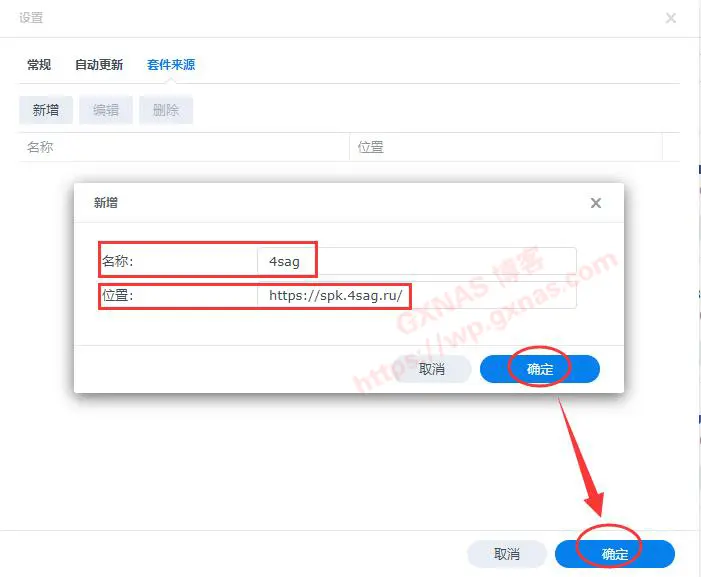 设置
常规 自动更新 套件来源
新增 编辑 删除
名称 位置
新增
名称: 4sag
位置: https://spk.4sag.ru/
GXNAS 博客
https://wp.gxnas.com
取消 确定
取消 确定